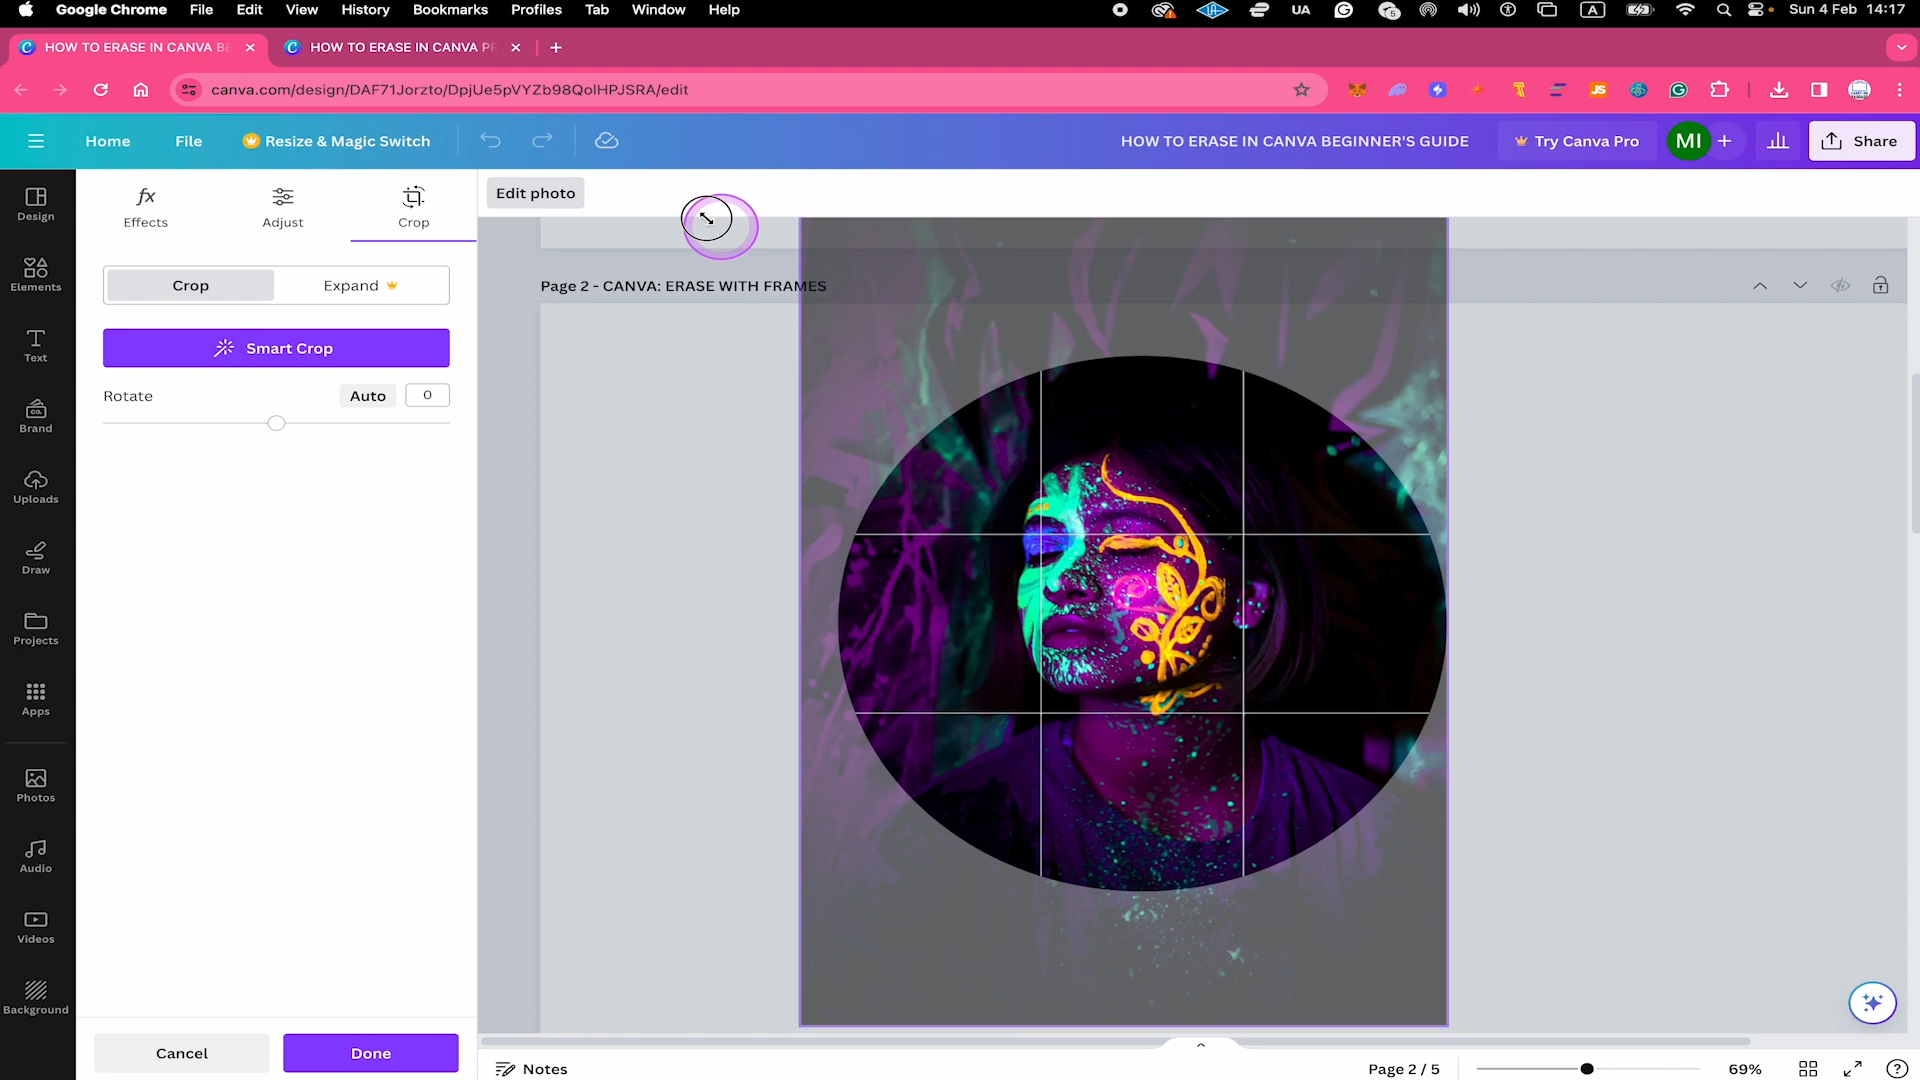 Google Chrome File Edit View History Bookmarks Profiles Tab Window Help 5 UA A Sun 4 Feb 14:17
HOW TO ERASE IN CANVA BE HOW TO ERASE IN CANVA PR
canva.com/design/DAF71Jorzto/DpjUe5pVYZb98QolHPJSRA/edit JS
Home File Resize & Magic Switch HOW TO ERASE IN CANVA BEGINNER'S GUIDE Try Canva Pro MI Share
Design
Elements
Text
CO.
Brand
Uploads
Draw
Projects
Apps
Photos
Audio
Videos
Background
fx
Effects Adjust Crop
Crop Expand
Smart Crop
Rotate Auto 0
Cancel Done
Edit photo
Page 2 - CANVA: ERASE WITH FRAMES
Notes Page 2 / 5 69%